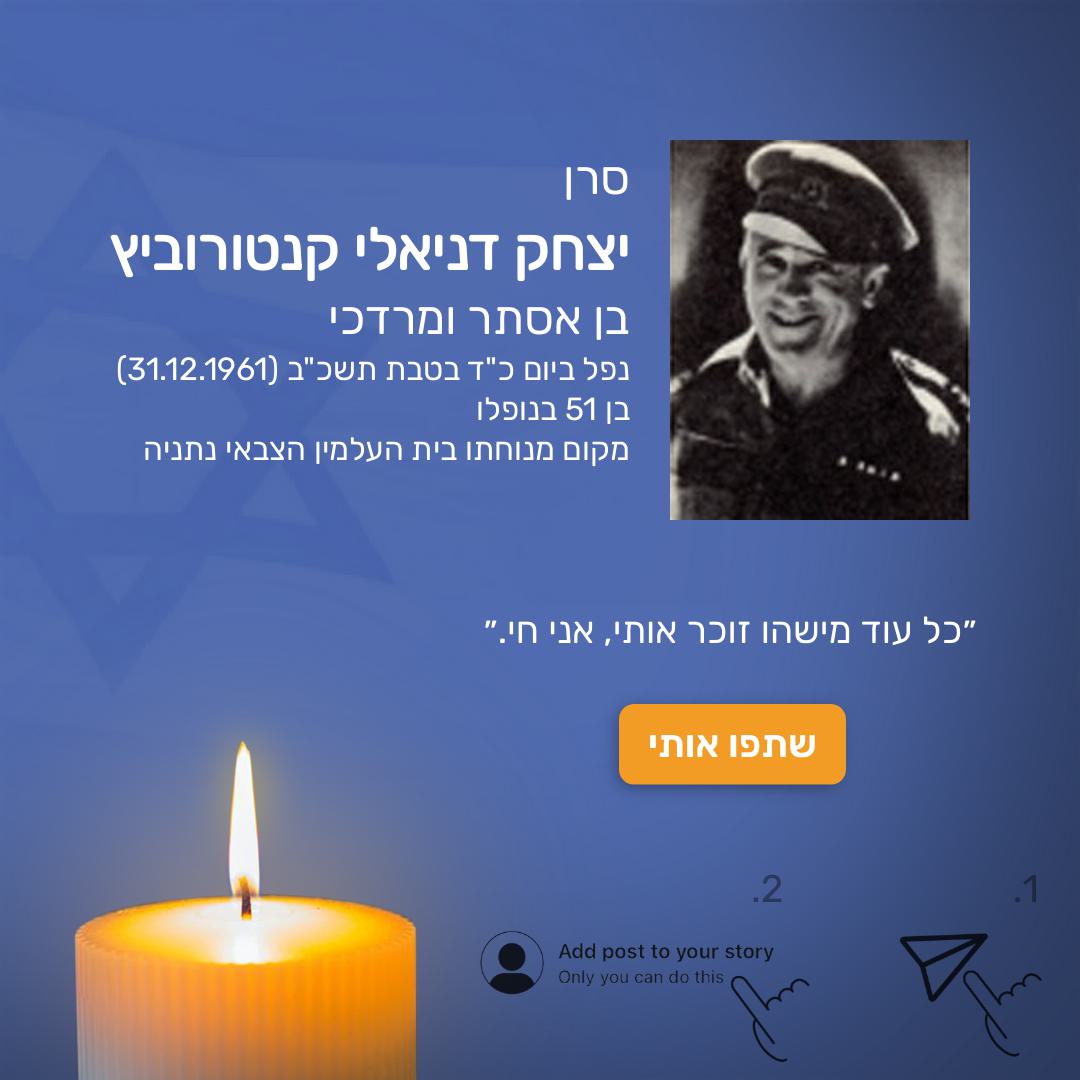 סרן
יצחק דניאלי קנטורוביץ
בן אסתר ומרדכי
נפל ביום כ"ד בטבת תשכ"ב (31.12.1961)
בן 51 בנופלו
מקום מנוחתו בית העלמין הצבאי נתניה
״כל עוד מישהו זוכר אותי, אני חי.״
שתפו אותי
1.
2.
Add post to your story
Only you can do this